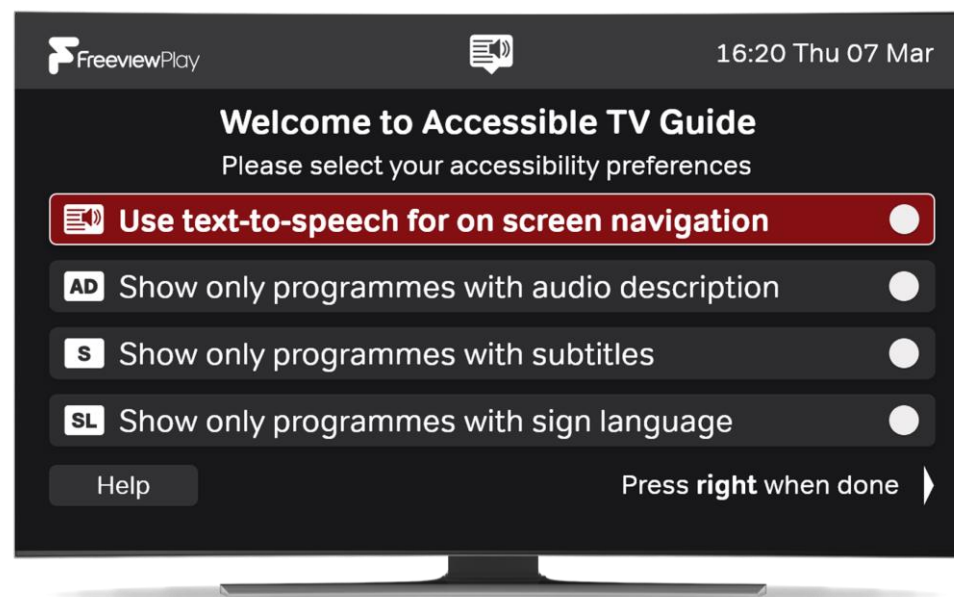 FreeviewPlay
16:20 Thu 07 Mar
Welcome to Accessible TV Guide
Please select your accessibility preferences
Use text-to-speech for on screen navigation
AD Show only programmes with audio description
S Show only programmes with subtitles
SL Show only programmes with sign language
Help
Press right when done